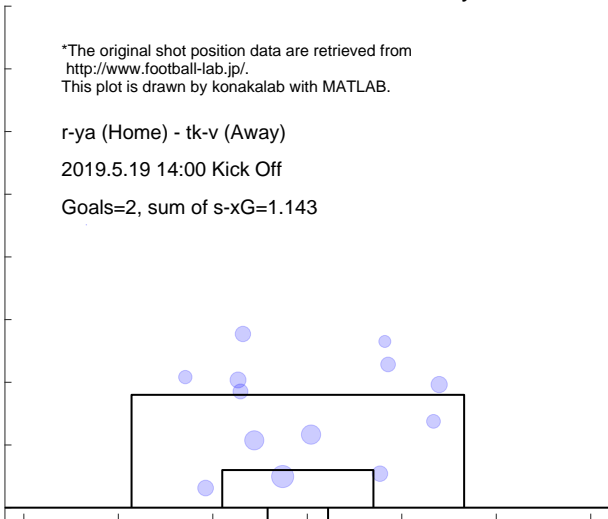 *The original shot position data are retrieved from
http://www.football-lab.jp/.
This plot is drawn by konakalab with MATLAB.
r-ya (Home) - tk-v (Away)
2019.5.19 14:00 Kick Off
Goals=2, sum of s-xG=1.143